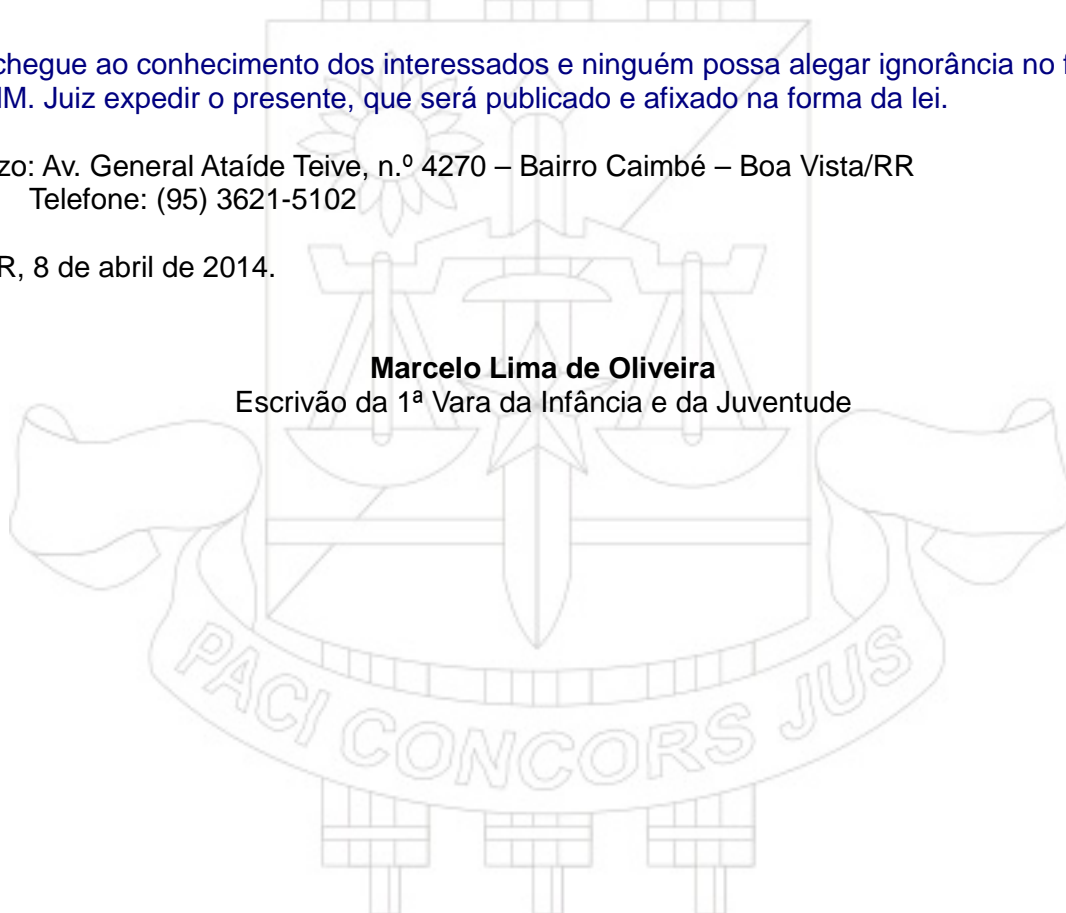 chegue ao conhecimento dos interessados e ninguém possa alegar ignorância no
MM. Juiz expedir o presente, que será publicado e afixado na forma da lei.
zo: Av. General Ataíde Teive, n.º 4270 – Bairro Caimbé – Boa Vista/RR
Telefone: (95) 3621-5102
R, 8 de abril de 2014.
Marcelo Lima de Oliveira
Escrivão da 1ª Vara da Infância e da Juventude
PACI CONCORS JUS